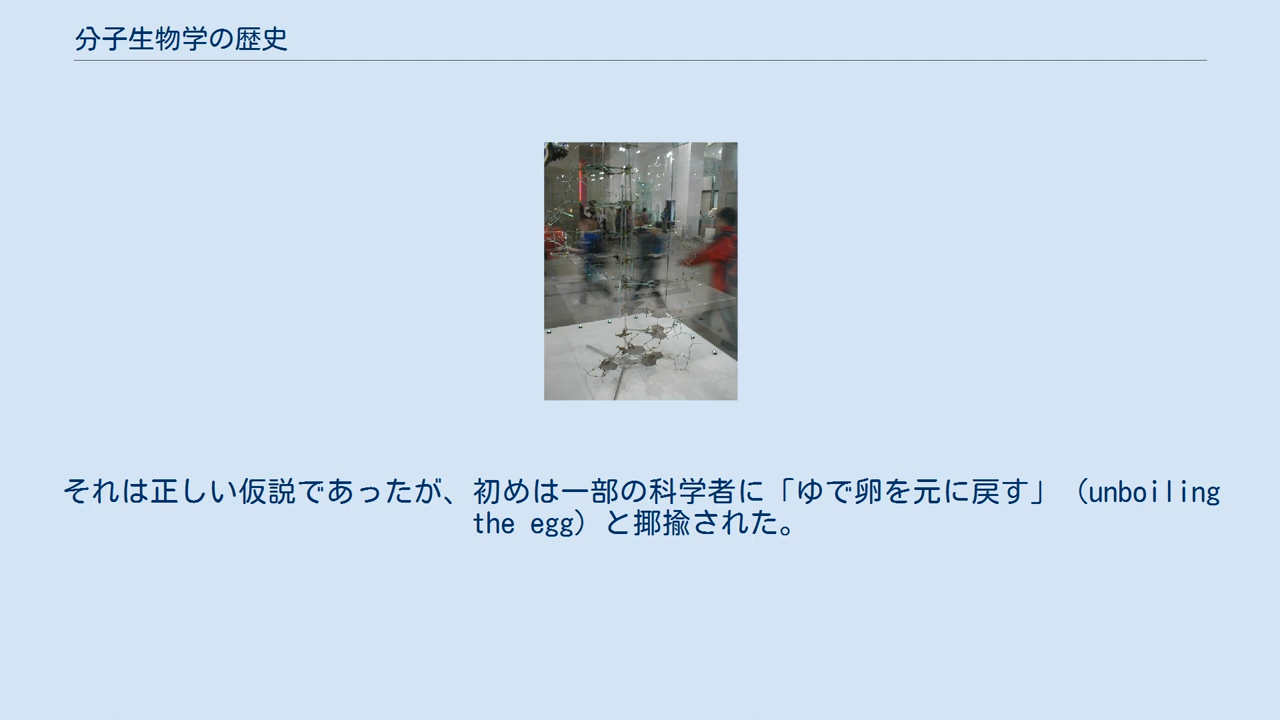 分子生物学の歴史
それは正しい仮説であったが、初めは一部の科学者に「ゆで卵を元に戻す」（unboiling
the egg）と揶揄された。